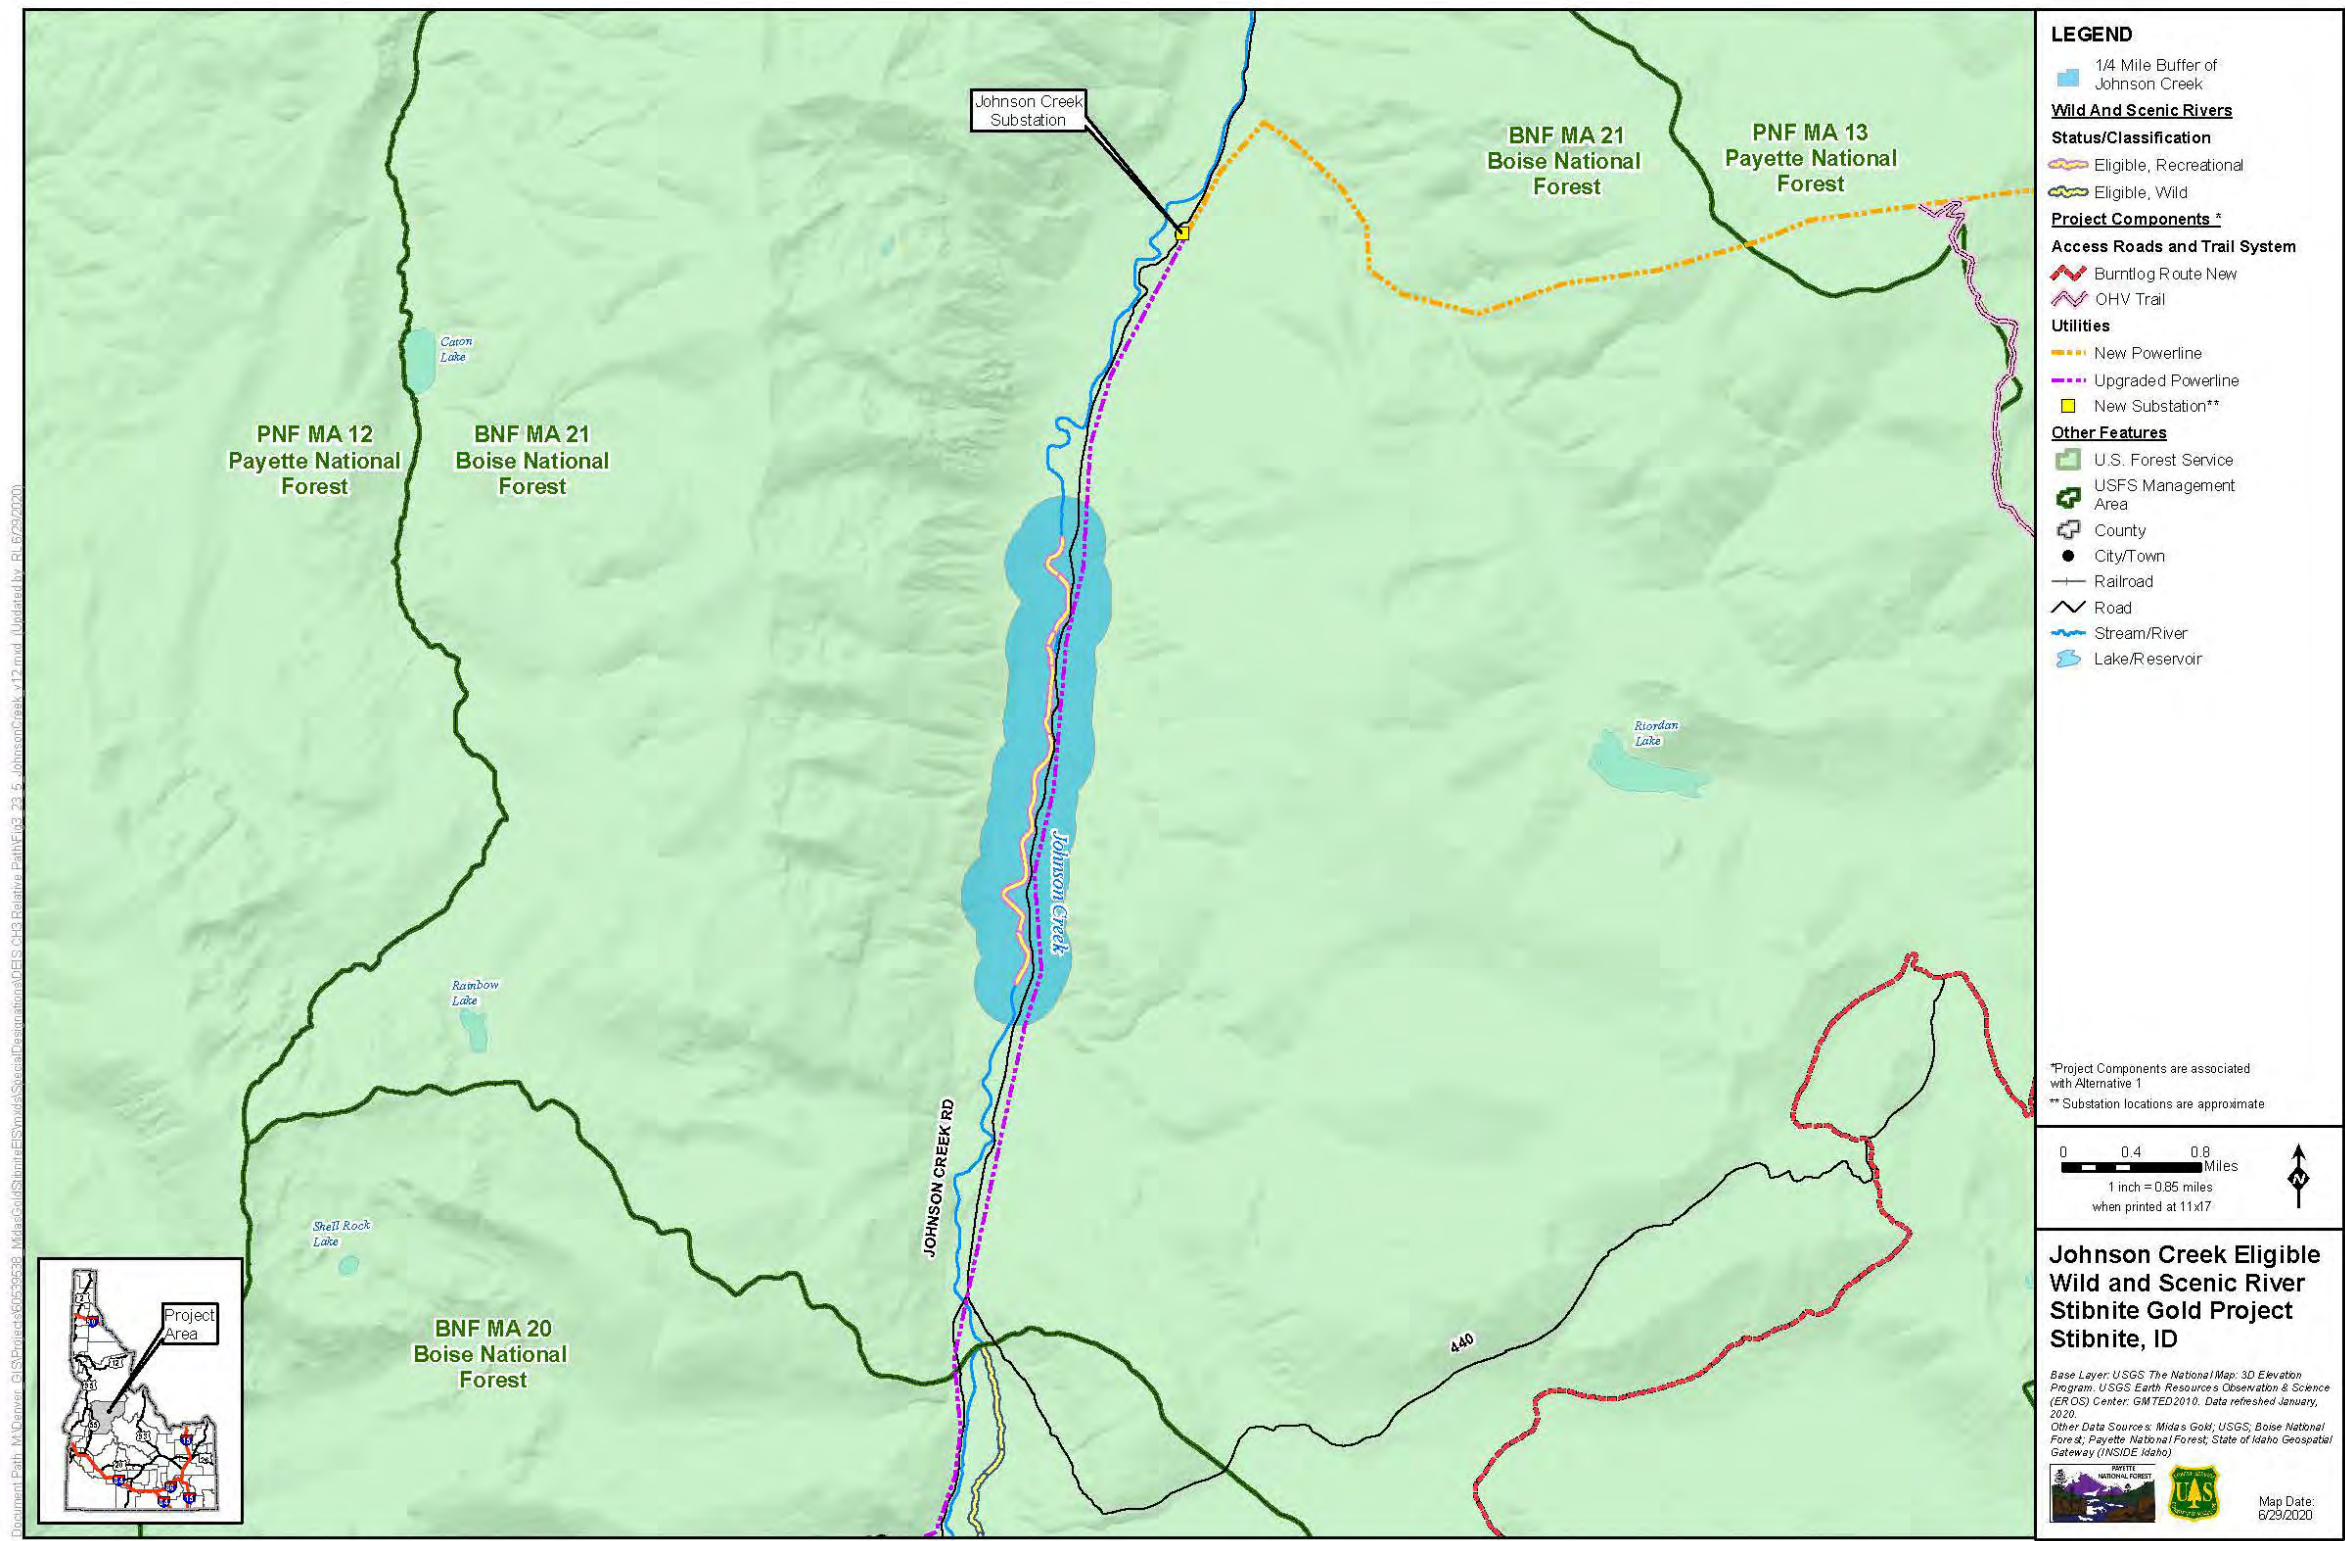 Johnson Creek
Substation
BNF MA 21
Boise National
Forest
PNF MA 13
Payette National
Forest
Caton
Lake
PNF MA 12
Payette National
Forest
BNF MA 21
Boise National
Forest
Riordan
Lake
Johnson Creek
Rainbow
Lake
JOHNSON CREEK RD
Shell Rock
Lake
BNF MA 20
Boise National
Forest
440
Project
Area
LEGEND
1/4 Mile Buffer of
Johnson Creek
Wild And Scenic Rivers
Status/Classification
Eligible, Recreational
Eligible, Wild
Project Components *
Access Roads and Trail System
Burntlog Route New
OHV Trail
Utilities
New Powerline
Upgraded Powerline
New Substation**
Other Features
U.S. Forest Service
USFS Management
Area
County
City/Town
Railroad
Road
Stream/River
Lake/Reservoir
*Project Components are associated
with Alternative 1
** Substation locations are approximate
0 0.4 0.8
Miles
1 inch = 0.85 miles
when printed at 11x17
N
Johnson Creek Eligible
Wild and Scenic River
Stibnite Gold Project
Stibnite, ID
Base Layer: USGS The National Map: 3D Elevation
Program. USGS Earth Resources Observation & Science
(EROS) Center: GMTED2010. Data refreshed January,
2020.
Other Data Sources: Midas Gold; USGS; Boise National
Forest; Payette National Forest; State of Idaho Geospatial
Gateway (INSIDE Idaho)
PAYETTE
NATIONAL FOREST
U S
Map Date:
6/29/2020